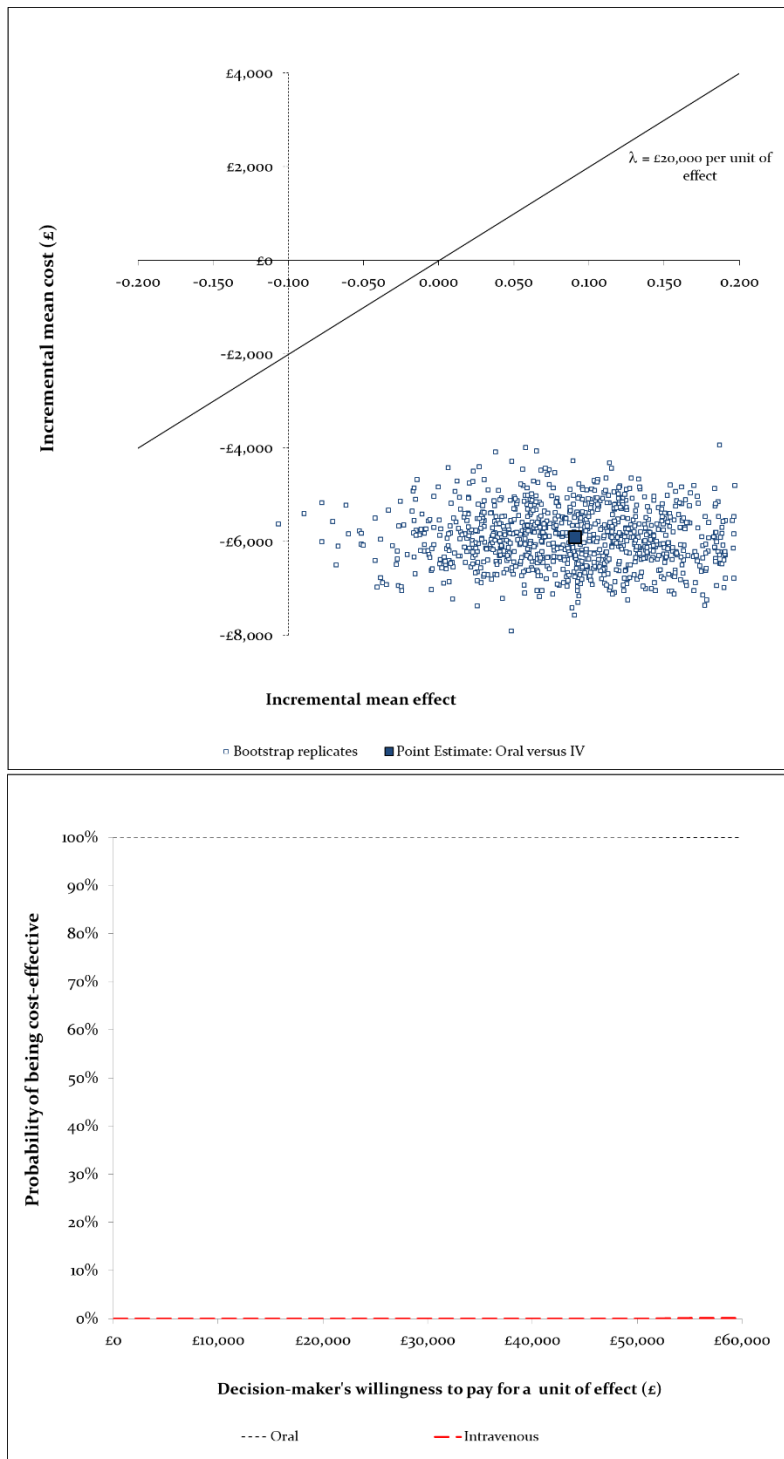 £4,000
λ = £20,000 per unit of
effect
£2,000
£0
-0.200 -0.150 -0.100 -0.050 0.000 0.050 0.100 0.150 0.200
-£2,000
-£4,000
-£6,000
-£8,000
Incremental mean cost (£)
Incremental mean effect
Bootstrap replicates Point Estimate: Oral versus IV
100%
90%
80%
70%
60%
50%
40%
30%
20%
10%
0%
Probability of being cost-effective
£0 £10,000 £20,000 £30,000 £40,000 £50,000 £60,000
Decision-maker's willingness to pay for a unit of effect (£)
Oral Intravenous